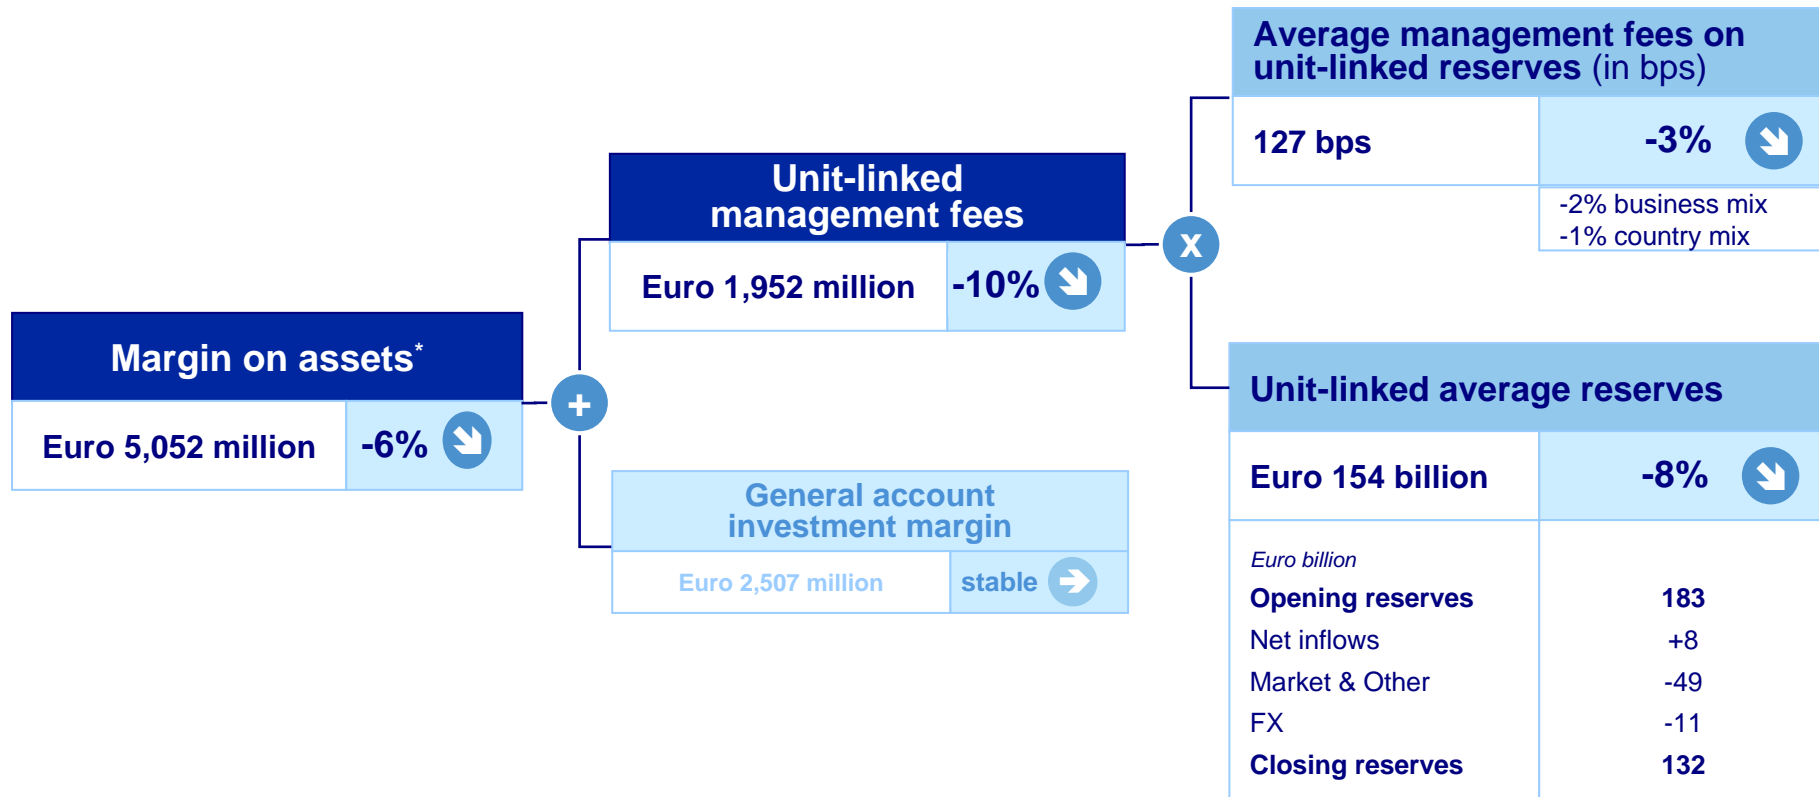 Margin on assets*
Euro 5,052 million -6%
+
Unit-linked
management fees
Euro 1,952 million -10%
General account
investment margin
Euro 2,507 million stable
x
Average management fees on
unit-linked reserves (in bps)
127 bps -3%
-2% business mix
-1% country mix
Unit-linked average reserves
Euro 154 billion -8%
Euro billion
Opening reserves 183
Net inflows +8
Market & Other -49
FX -11
Closing reserves 132